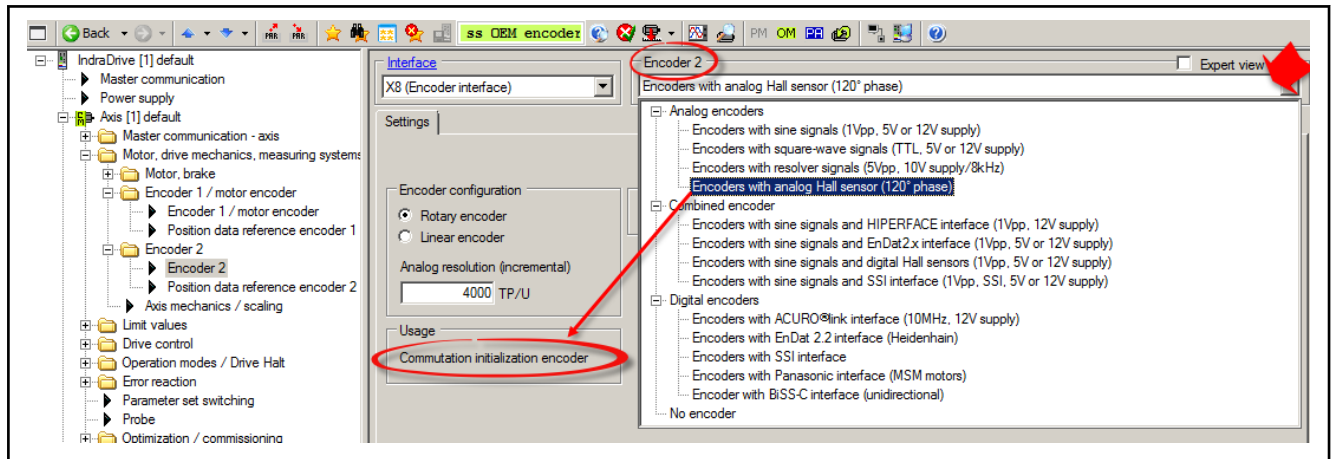 Back
PAR
PAR
ss OEM encoder
PM OM PA
IndraDrive [1] default
Master communication
Power supply
Axis [1] default
Master communication - axis
Motor, drive mechanics, measuring systems
Motor, brake
Encoder 1 / motor encoder
Encoder 1 / motor encoder
Position data reference encoder 1
Encoder 2
Encoder 2
Position data reference encoder 2
Axis mechanics / scaling
Limit values
Drive control
Operation modes / Drive Halt
Error reaction
Parameter set switching
Probe
Optimization / commissioning
Interface
X8 (Encoder interface)
Settings
Encoder configuration
Rotary encoder
Linear encoder
Analog resolution (incremental)
4000 TP/U
Usage
Commutation initialization encoder
Encoder 2
Expert view
Encoders with analog Hall sensor (120° phase)
Analog encoders
Encoders with sine signals (1Vpp, 5V or 12V supply)
Encoders with square-wave signals (TTL, 5V or 12V supply)
Encoders with resolver signals (5Vpp, 10V supply/8kHz)
Encoders with analog Hall sensor (120° phase)
Combined encoder
Encoders with sine signals and HIPERFACE interface (1Vpp, 12V supply)
Encoders with sine signals and EnDat2.x interface (1Vpp, 5V or 12V supply)
Encoders with sine signals and digital Hall sensors (1Vpp, 5V or 12V supply)
Encoders with sine signals and SSI interface (1Vpp, SSI, 5V or 12V supply)
Digital encoders
Encoders with ACURO®link interface (10MHz, 12V supply)
Encoders with EnDat 2.2 interface (Heidenhain)
Encoders with SSI interface
Encoders with Panasonic interface (MSM motors)
Encoder with BiSS-C interface (unidirectional)
No encoder